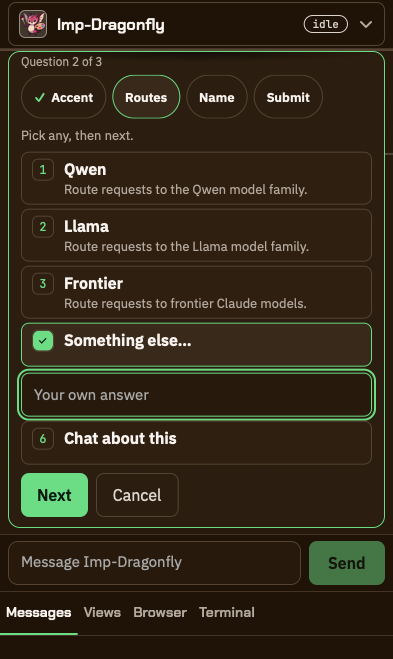 Imp-Dragonfly
idle
Question 2 of 3
Accent
Routes
Name
Submit
Pick any, then next.
1
Qwen
Route requests to the Qwen model family.
2
Llama
Route requests to the Llama model family.
3
Frontier
Route requests to frontier Claude models.
Something else...
Your own answer
6
Chat about this
Next
Cancel
Message Imp-Dragonfly
Send
Messages
Views
Browser
Terminal